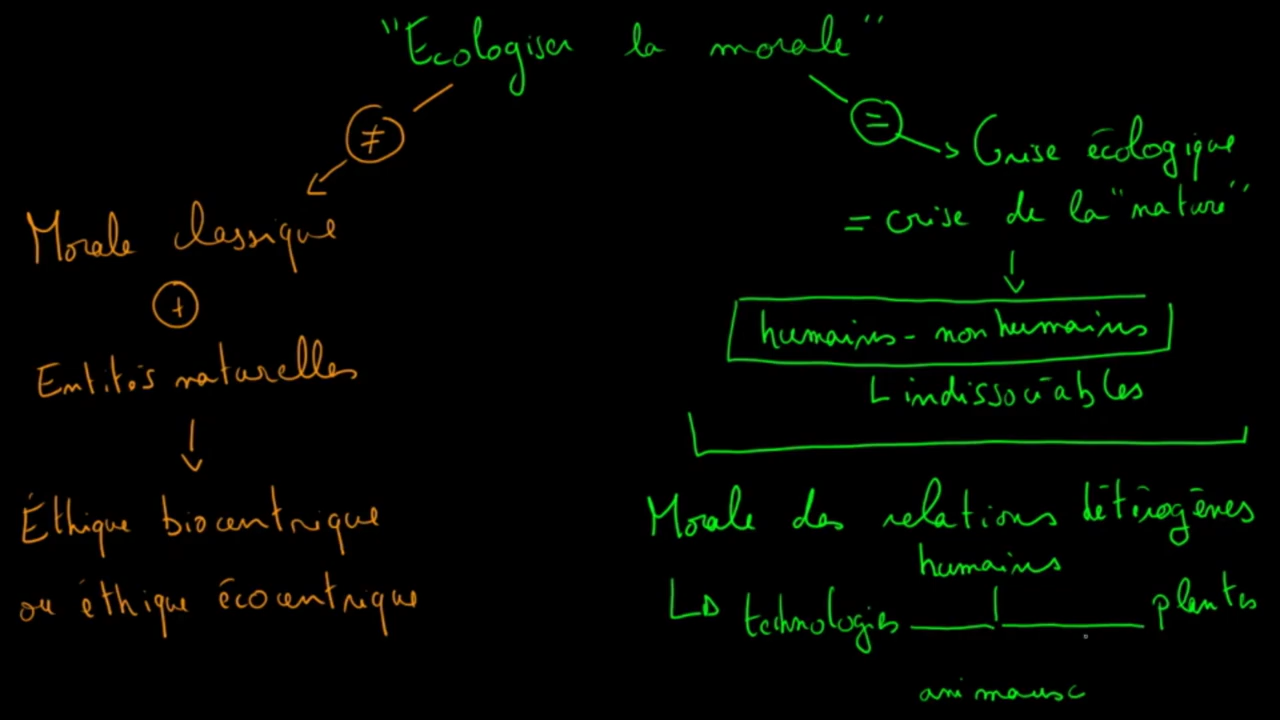 "Ecologiser la morale"
≠
Morale classique
+
Entités naturelles
↓
Éthique biocentrique
ou éthique écocentrique
= → Crise écologique
= crise de la "nature"
↓
humains - non humains
↳ indissociables
Morale des relations hétérogènes
humains
↳ technologies — plantes
animaux